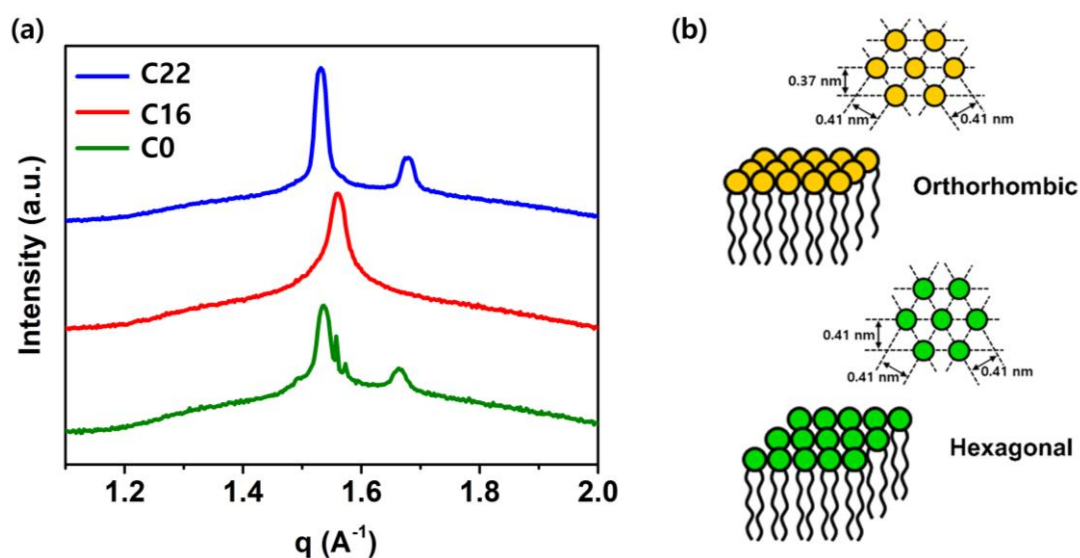 (a)
C22
C16
C0
Intensity (a.u.)
1.2 1.4 1.6 1.8 2.0
q (A⁻¹)
(b)
0.37 nm
0.41 nm
0.41 nm
Orthorhombic
0.41 nm
0.41 nm
0.41 nm
Hexagonal